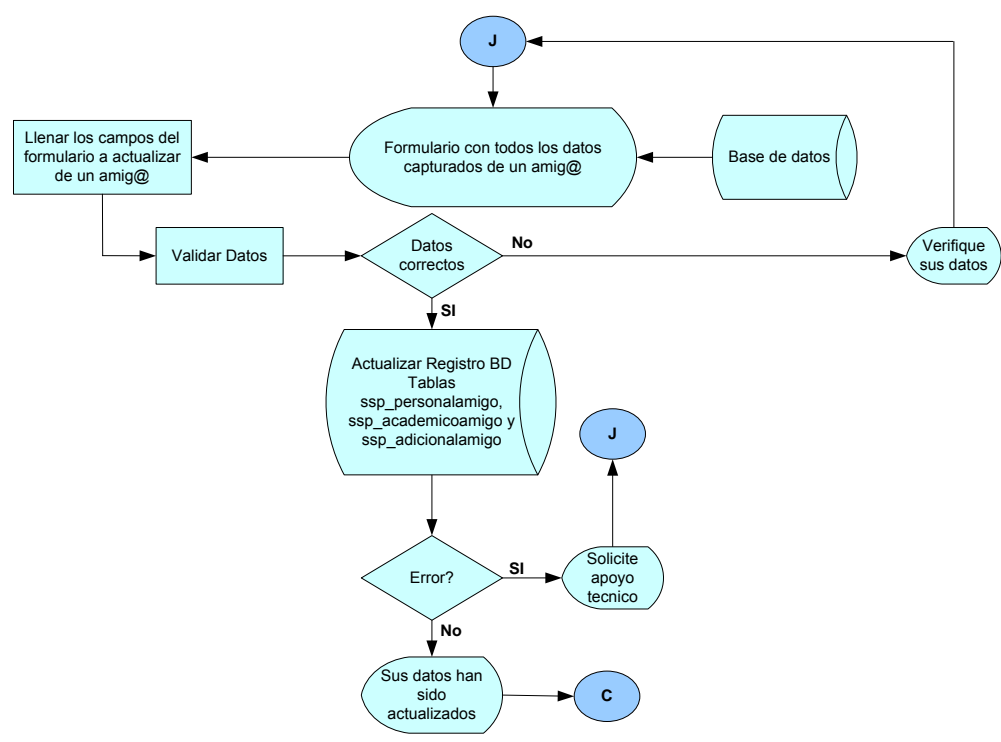 J
Formulario con todos los datos
capturados de un amig@
Base de datos
Llenar los campos del
formulario a actualizar
de un amig@
Validar Datos
Datos
correctos
No
Verifique
sus datos
SI
Actualizar Registro BD
Tablas
ssp_personalamigo,
ssp_academicoamigo y
ssp_adicionalamigo
J
Error?
SI
Solicite
apoyo
tecnico
No
Sus datos han
sido
actualizados
C